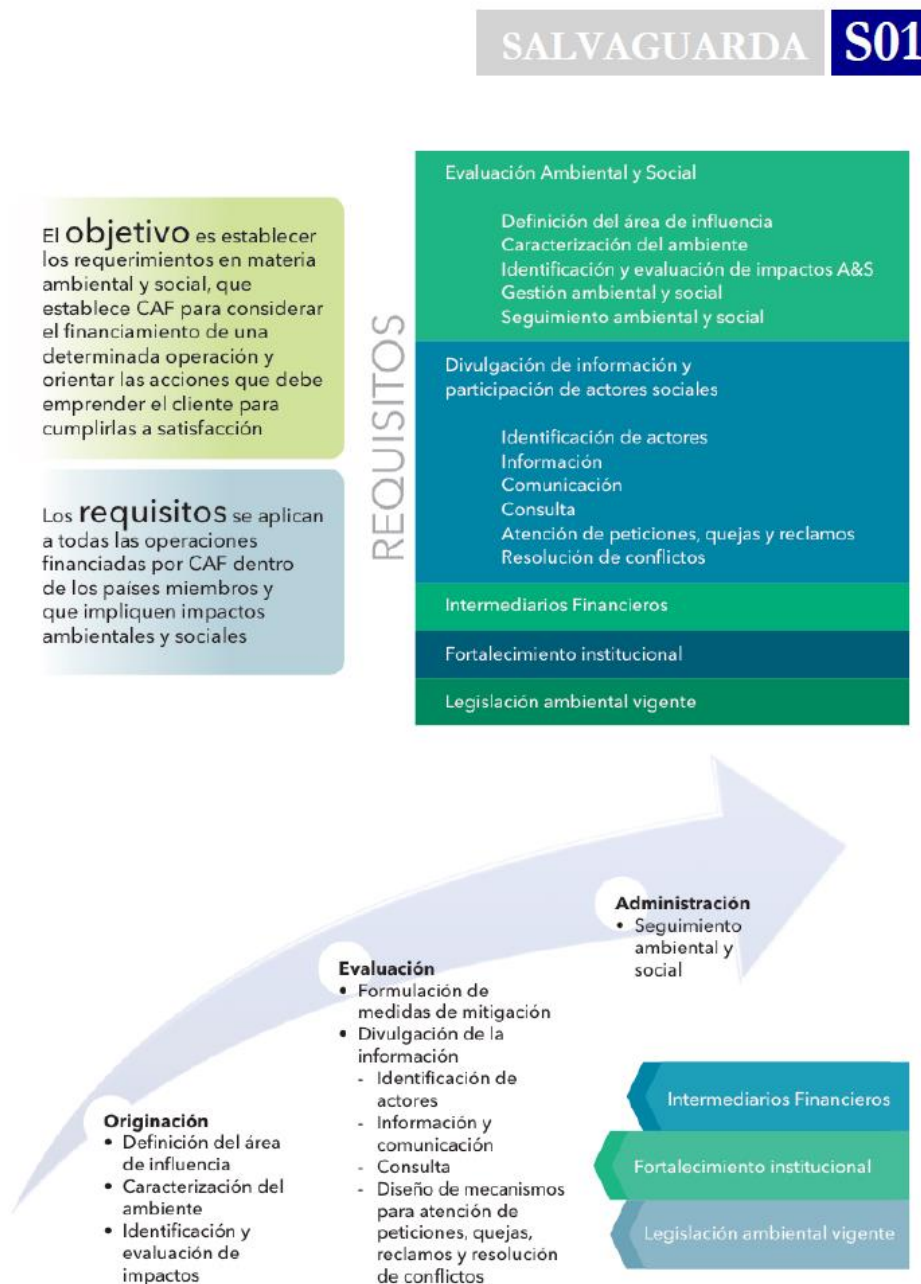 SALVAGUARDA S01
El objetivo es establecer
los requerimientos en materia
ambiental y social, que
establece CAF para considerar
el financiamiento de una
determinada operación y
orientar las acciones que debe
emprender el cliente para
cumplirlas a satisfacción
Los requisitos se aplican
a todas las operaciones
financiadas por CAF dentro
de los países miembros y
que impliquen impactos
ambientales y sociales
REQUISITOS
Evaluación Ambiental y Social
Definición del área de influencia
Caracterización del ambiente
Identificación y evaluación de impactos A&S
Gestión ambiental y social
Seguimiento ambiental y social
Divulgación de información y
participación de actores sociales
Identificación de actores
Información
Comunicación
Consulta
Atención de peticiones, quejas y reclamos
Resolución de conflictos
Intermediarios Financieros
Fortalecimiento institucional
Legislación ambiental vigente
Originación
• Definición del área
de influencia
• Caracterización del
ambiente
• Identificación y
evaluación de
impactos
Evaluación
• Formulación de
medidas de mitigación
• Divulgación de la
información
- Identificación de
actores
- Información y
comunicación
- Consulta
- Diseño de mecanismos
para atención de
peticiones, quejas,
reclamos y resolución
de conflictos
Administración
• Seguimiento
ambiental y
social
Intermediarios Financieros
Fortalecimiento institucional
Legislación ambiental vigente